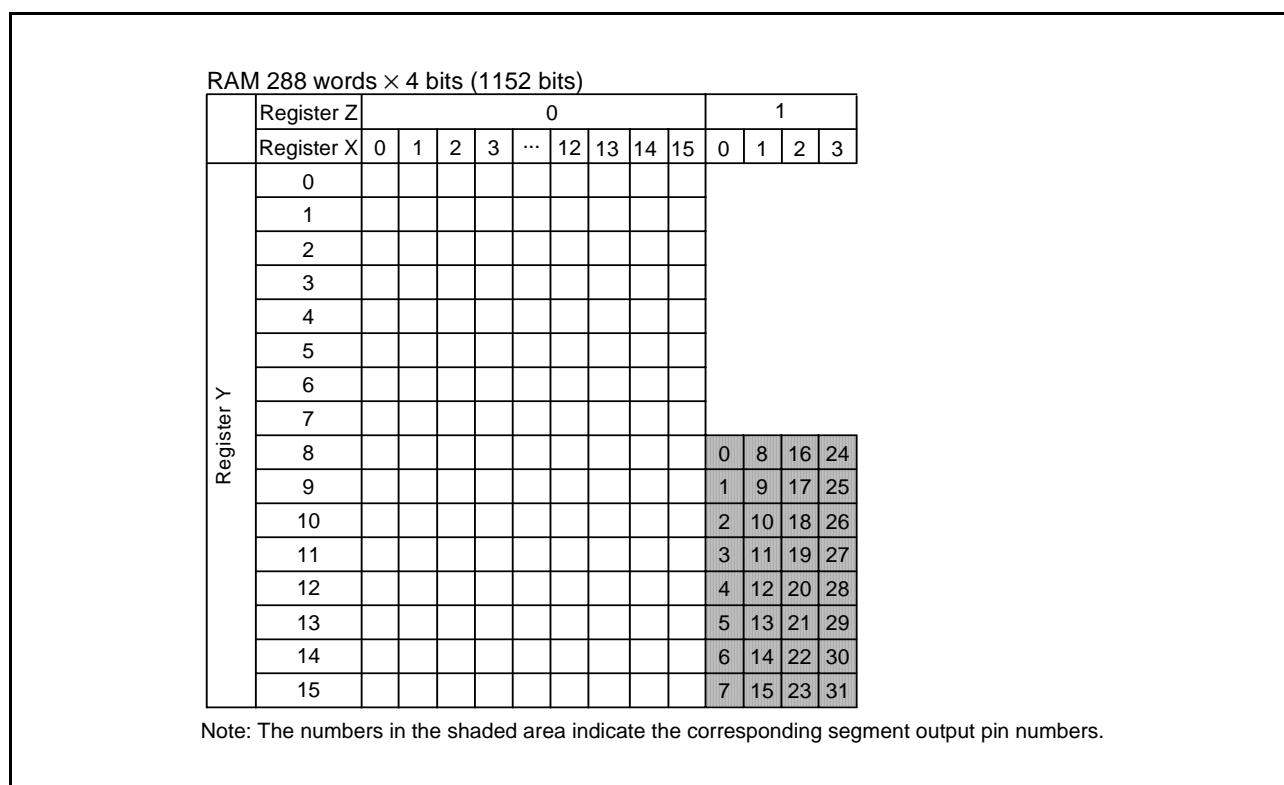 RAM 288 words × 4 bits (1152 bits)
Register Z 0 1
Register X 0 1 2 3 ... 12 13 14 15 0 1 2 3
Register Y
0
1
2
3
4
5
6
7
8 0 8 16 24
9 1 9 17 25
10 2 10 18 26
11 3 11 19 27
12 4 12 20 28
13 5 13 21 29
14 6 14 22 30
15 7 15 23 31
Note: The numbers in the shaded area indicate the corresponding segment output pin numbers.